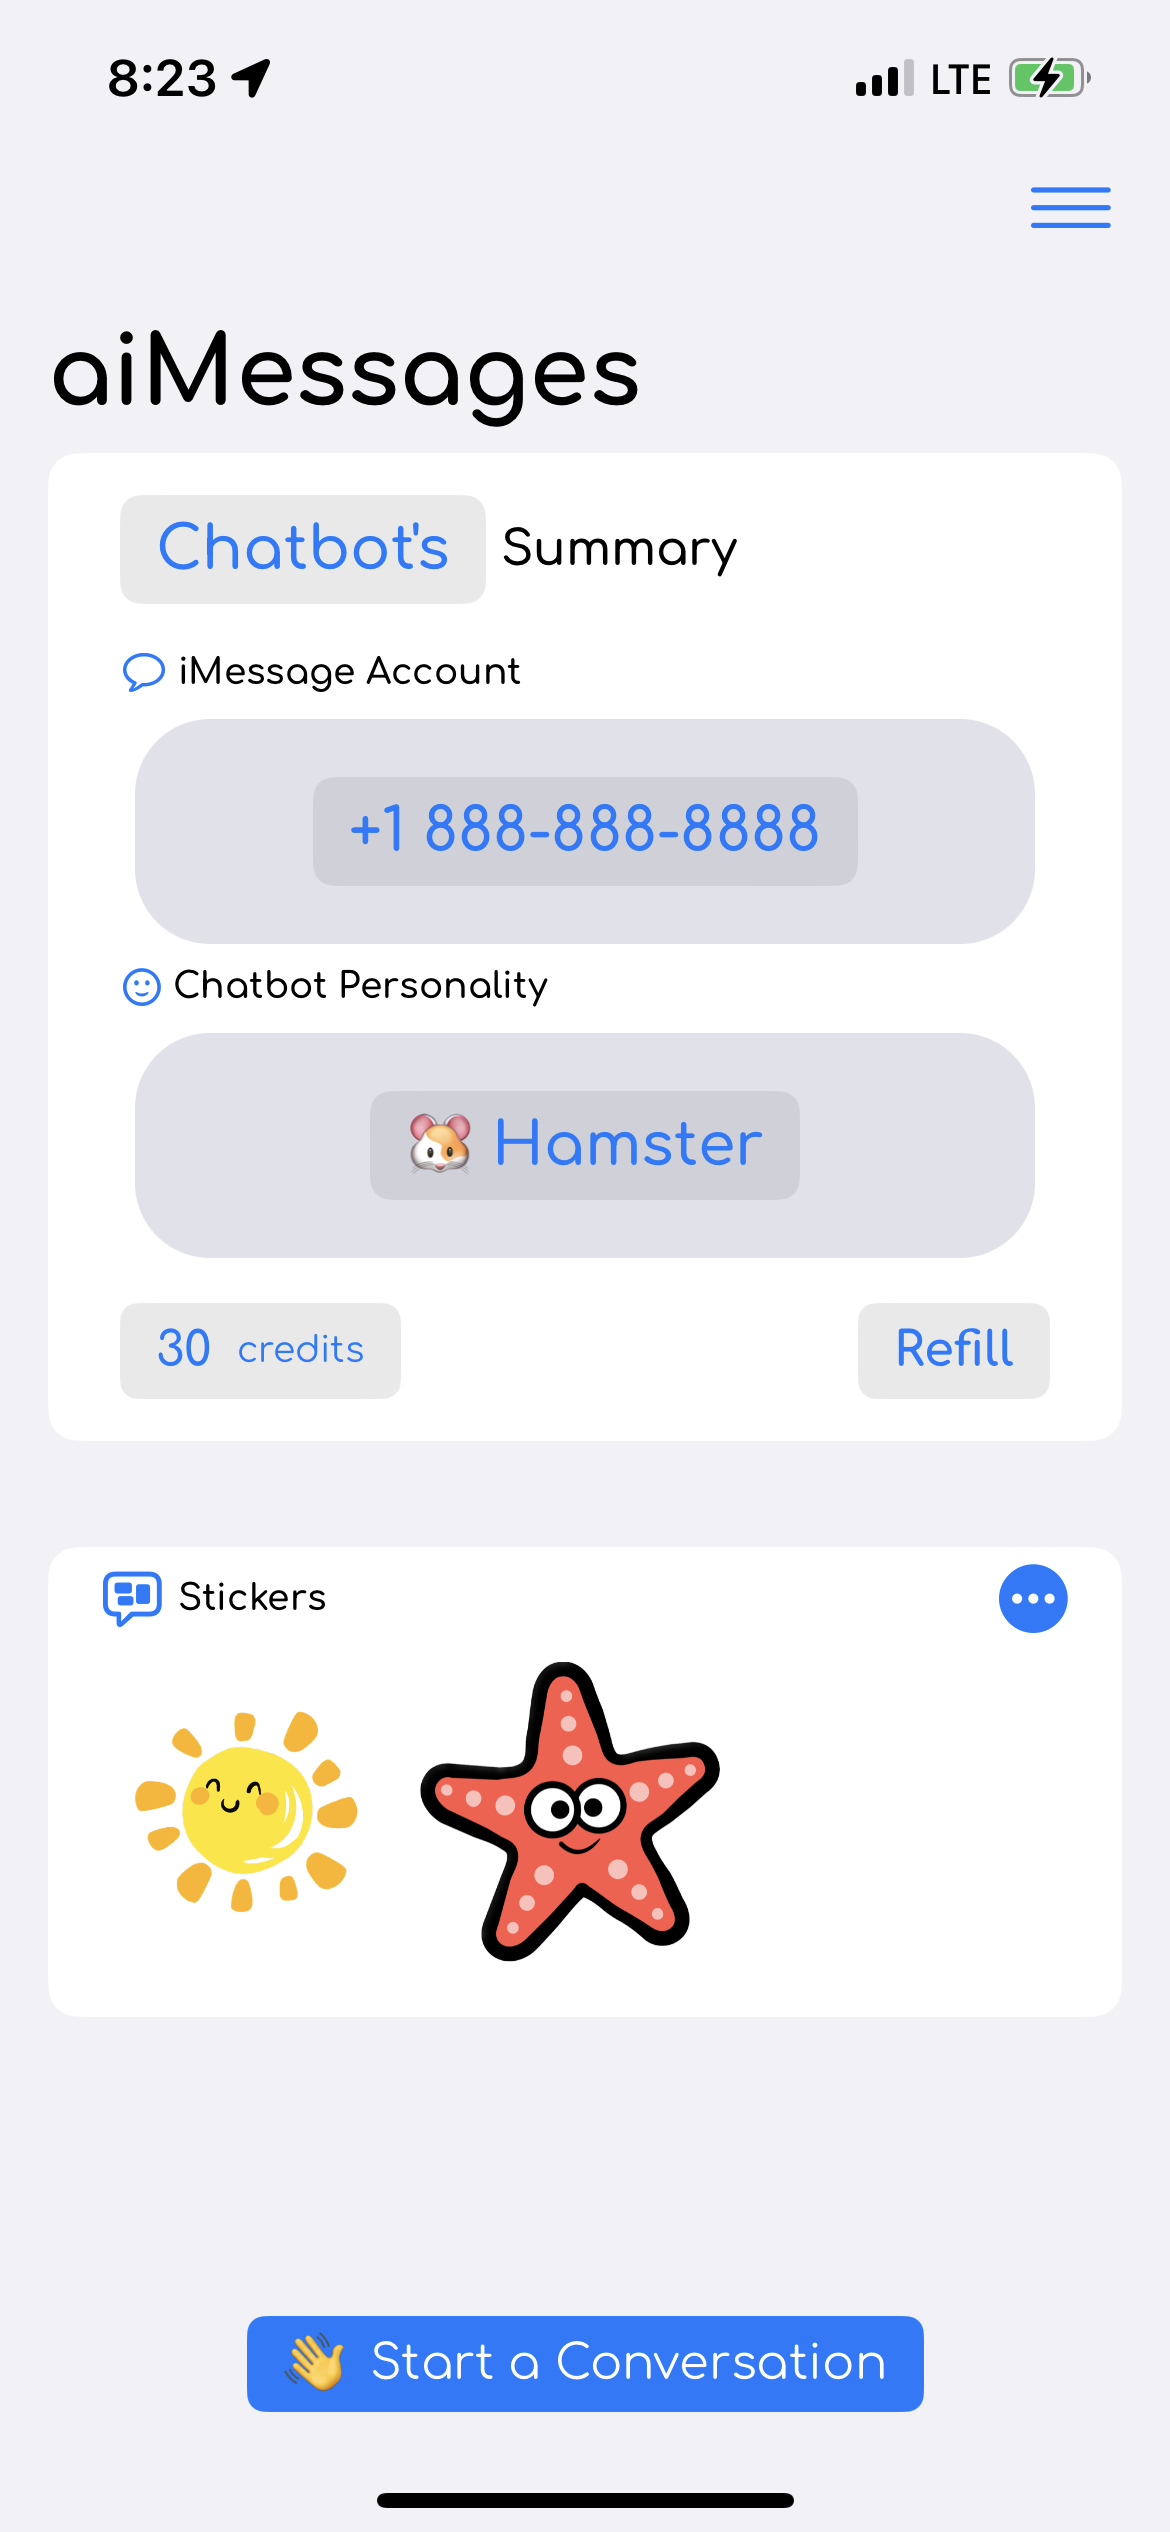 8:23 LTE
aiMessages
Chatbot's Summary
iMessage Account
+1 888-888-8888
Chatbot Personality
🐹 Hamster
30 credits Refill
Stickers
👋 Start a Conversation